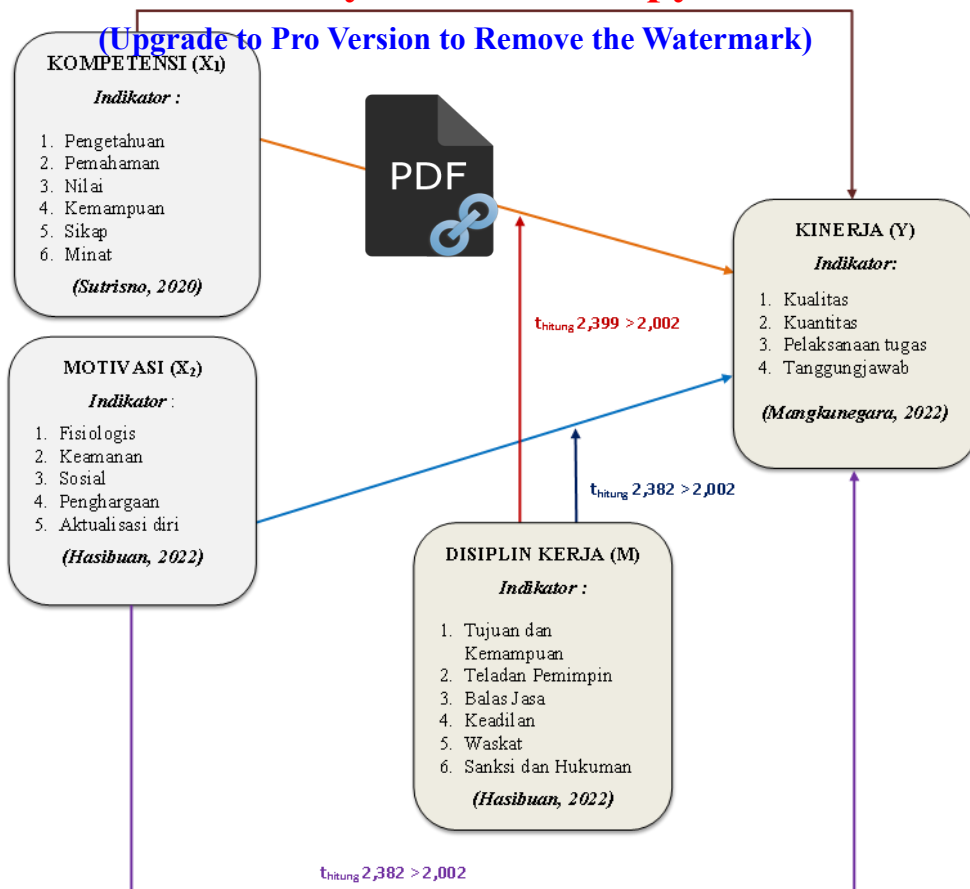 (Upgrade to Pro Version to Remove the Watermark)
KOMPETENSI (X₁)
Indikator :
1. Pengetahuan
2. Pemahaman
3. Nilai
4. Kemampuan
5. Sikap
6. Minat
(Sutrisno, 2020)
PDF
KINERJA (Y)
Indikator:
1. Kualitas
2. Kuantitas
3. Pelaksanaan tugas
4. Tanggungjawab
(Mangkunegara, 2022)
t hitung 2,399 > 2,002
MOTIVASI (X₂)
Indikator :
1. Fisiologis
2. Keamanan
3. Sosial
4. Penghargaan
5. Aktualisasi diri
(Hasibuan, 2022)
t hitung 2,382 > 2,002
DISIPLIN KERJA (M)
Indikator :
1. Tujuan dan
Kemampuan
2. Teladan Pemimpin
3. Balas Jasa
4. Keadilan
5. Waskat
6. Sanksi dan Hukuman
(Hasibuan, 2022)
t hitung 2,382 > 2,002